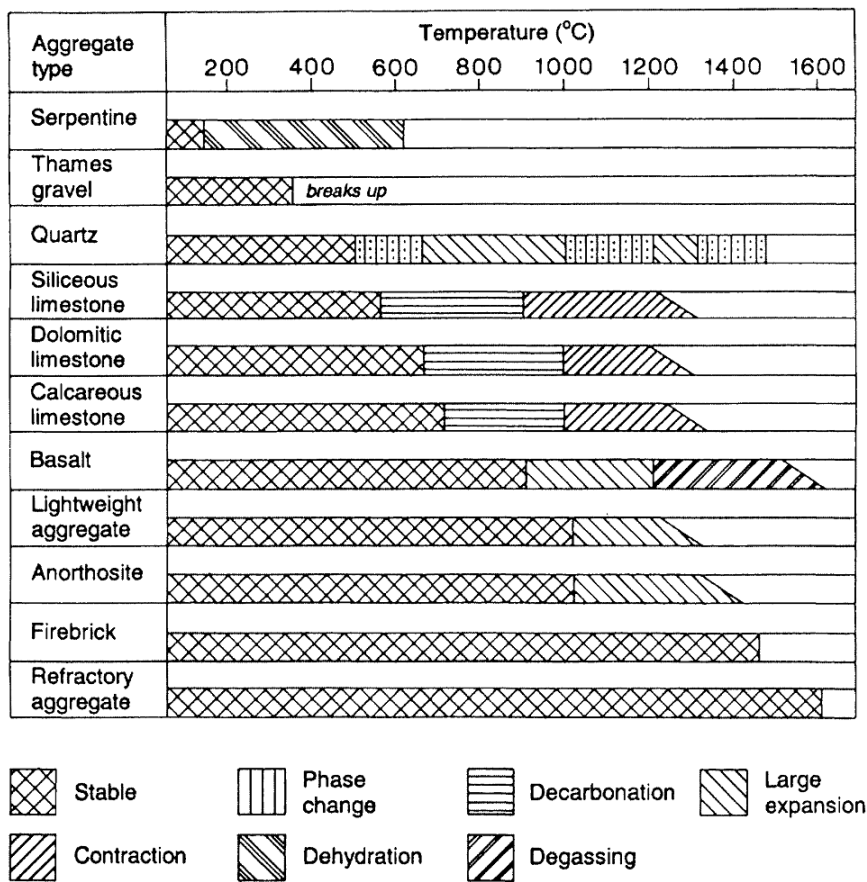 Aggregate
type
Temperature (°C)
200 400 600 800 1000 1200 1400 1600
Serpentine
Thames
gravel
breaks up
Quartz
Siliceous
limestone
Dolomitic
limestone
Calcareous
limestone
Basalt
Lightweight
aggregate
Anorthosite
Firebrick
Refractory
aggregate
Stable
Phase
change
Decarbonation
Large
expansion
Contraction
Dehydration
Degassing